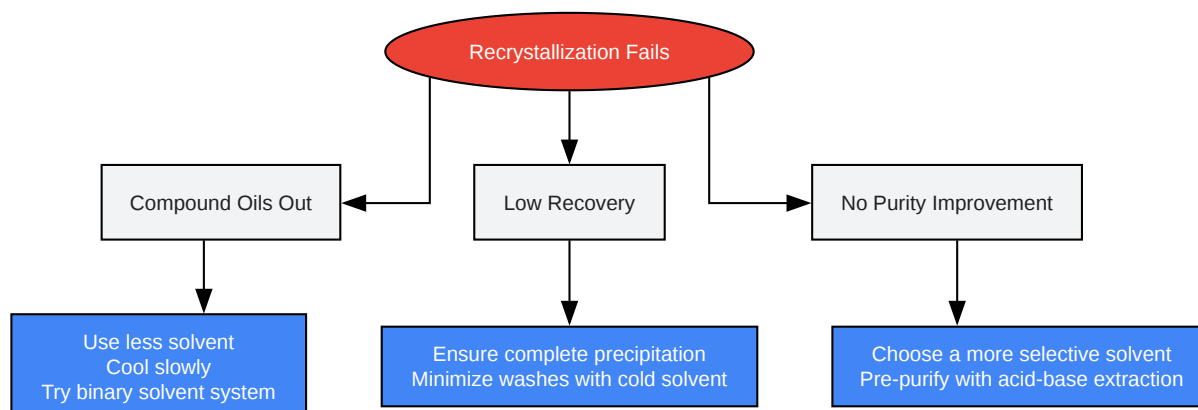 Recrystallization Fails
Compound Oils Out
Low Recovery
No Purity Improvement
Use less solvent
Cool slowly
Try binary solvent system
Ensure complete precipitation
Minimize washes with cold solvent
Choose a more selective solvent
Pre-purify with acid-base extraction